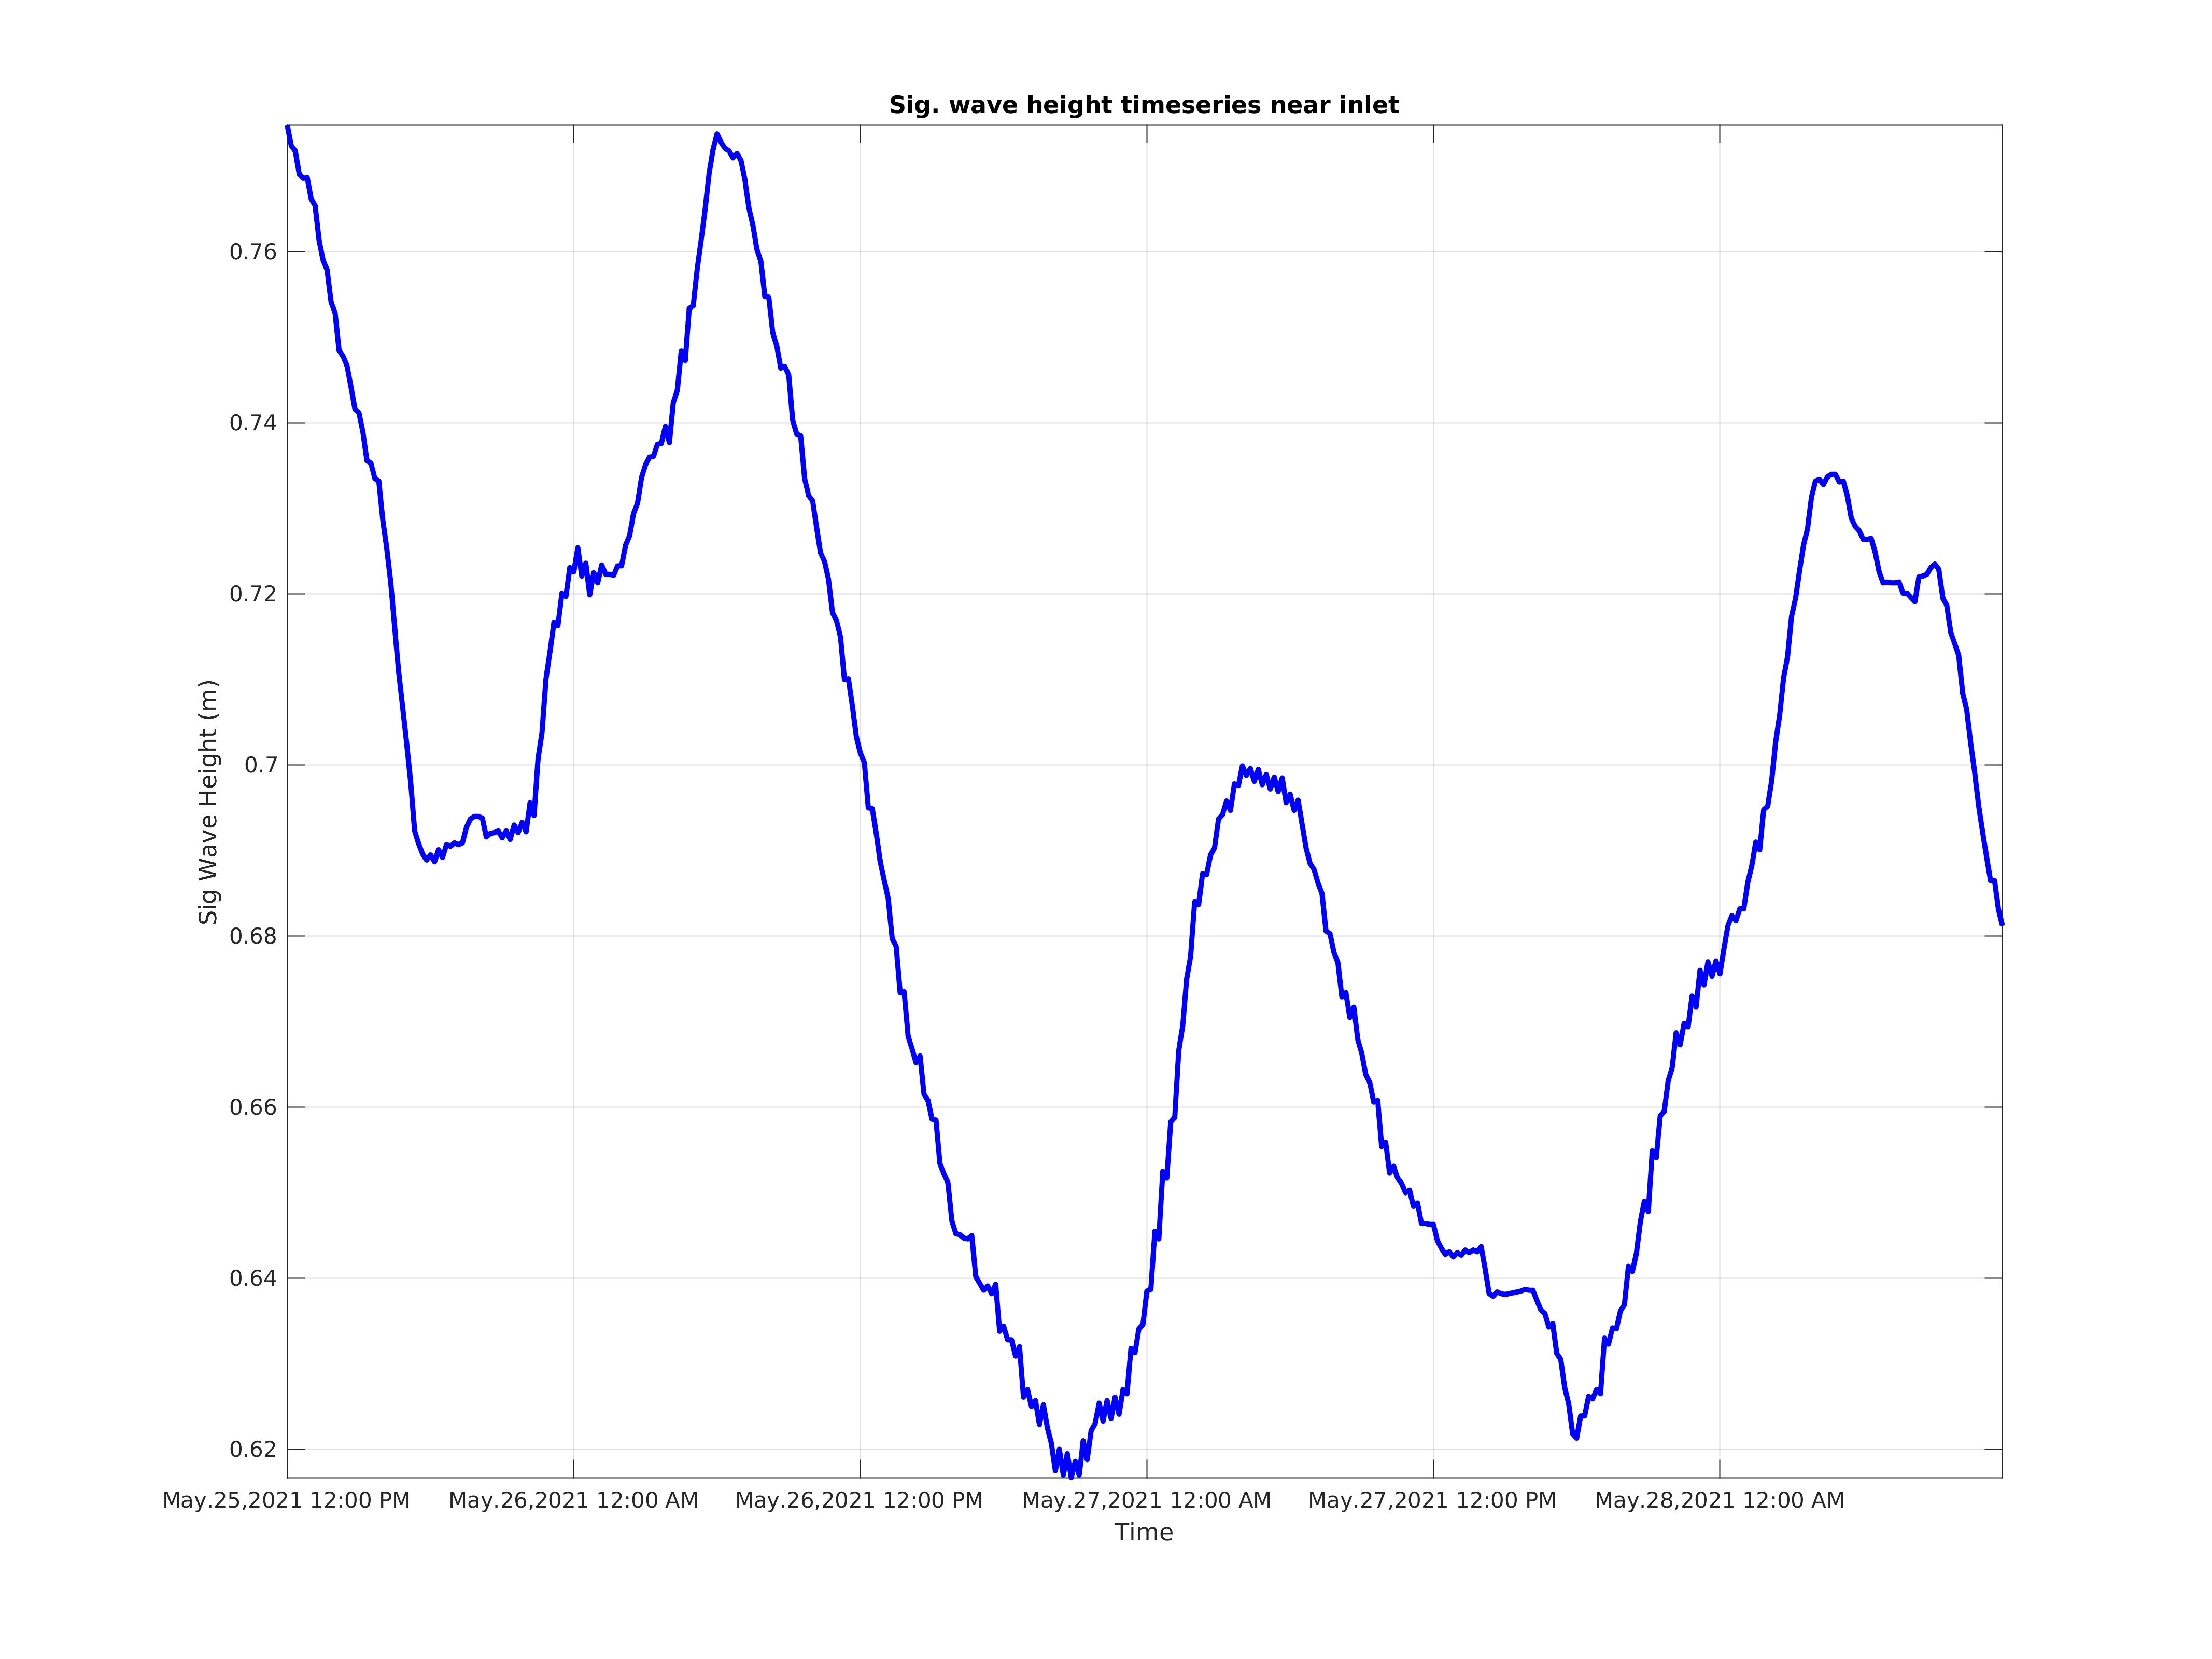 Sig. wave height timeseries near inlet
Sig Wave Height (m)
0.76
0.74
0.72
0.7
0.68
0.66
0.64
0.62
May.25,2021 12:00 PM
May.26,2021 12:00 AM
May.26,2021 12:00 PM
May.27,2021 12:00 AM
May.27,2021 12:00 PM
May.28,2021 12:00 AM
Time